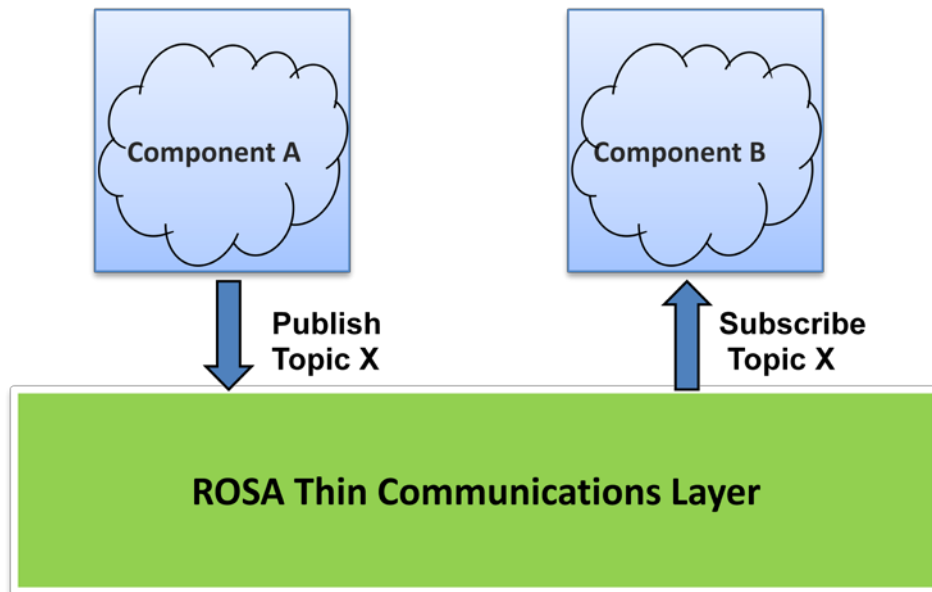 Component A
Component B
Publish
Topic X
Subscribe
Topic X
ROSA Thin Communications Layer